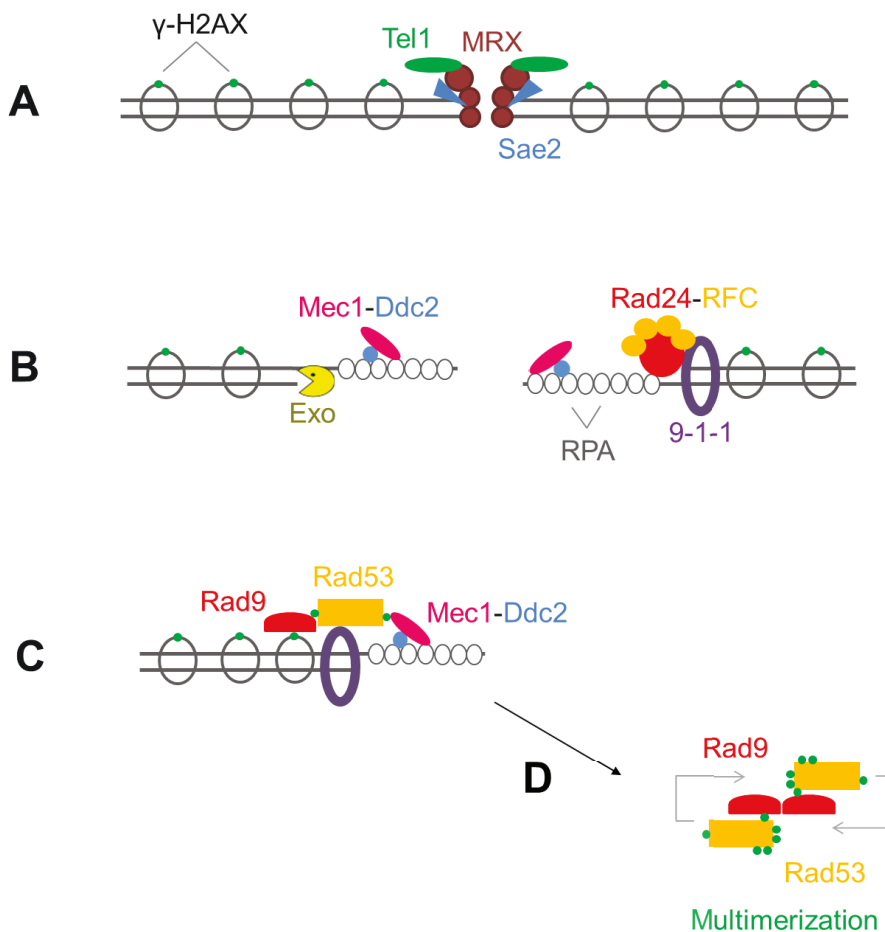 γ-H2AX
Tel1
MRX
A
Sae2
Mec1-Ddc2
Rad24-RFC
B
Exo
RPA
9-1-1
Rad53
Rad9
Mec1-Ddc2
C
Rad9
D
Rad53
Multimerization